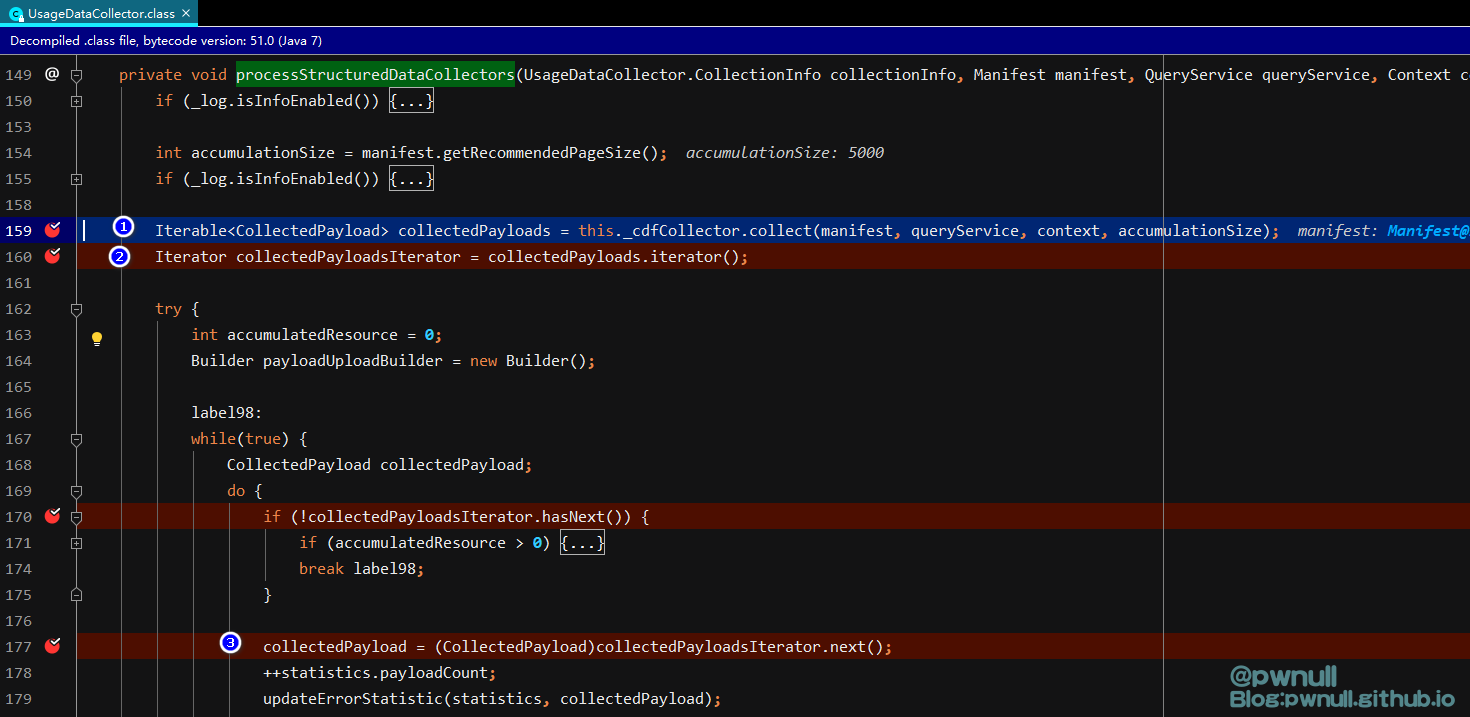 UsageDataCollector.class ×
Decompiled .class file, bytecode version: 51.0 (Java 7)
149 @ private void processStructuredDataCollectors(UsageDataCollector.CollectionInfo collectionInfo, Manifest manifest, QueryService queryService, Context c
150 if (_log.isInfoEnabled()) {...}
153
154 int accumulationSize = manifest.getRecommendedPageSize(); accumulationSize: 5000
155 if (_log.isInfoEnabled()) {...}
158
159 1 Iterable<CollectedPayload> collectedPayloads = this._cdfCollector.collect(manifest, queryService, context, accumulationSize); manifest: Manifest@
160 2 Iterator collectedPayloadsIterator = collectedPayloads.iterator();
161
162 try {
163 int accumulatedResource = 0;
164 Builder payloadUploadBuilder = new Builder();
165
166 label98:
167 while(true) {
168 CollectedPayload collectedPayload;
169 do {
170 if (!collectedPayloadsIterator.hasNext()) {
171 if (accumulatedResource > 0) {...}
174 break label98;
175 }
176
177 3 collectedPayload = (CollectedPayload)collectedPayloadsIterator.next();
178 ++statistics.payloadCount;
179 updateErrorStatistic(statistics, collectedPayload);
@pwnull
Blog:pwnull.github.io